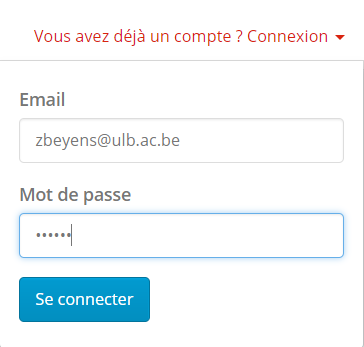 Vous avez déjà un compte ? Connexion
Email
zbeyens@ulb.ac.be
Mot de passe
••••••
Se connecter